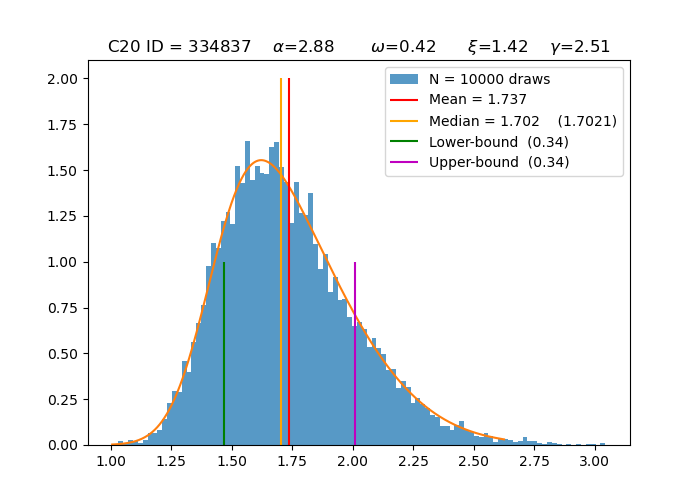 C20 ID = 334837 α=2.88 ω=0.42 ξ=1.42 γ=2.51
N = 10000 draws
Mean = 1.737
Median = 1.702 (1.7021)
Lower-bound (0.34)
Upper-bound (0.34)
2.00
1.75
1.50
1.25
1.00
0.75
0.50
0.25
0.00
1.00 1.25 1.50 1.75 2.00 2.25 2.50 2.75 3.00